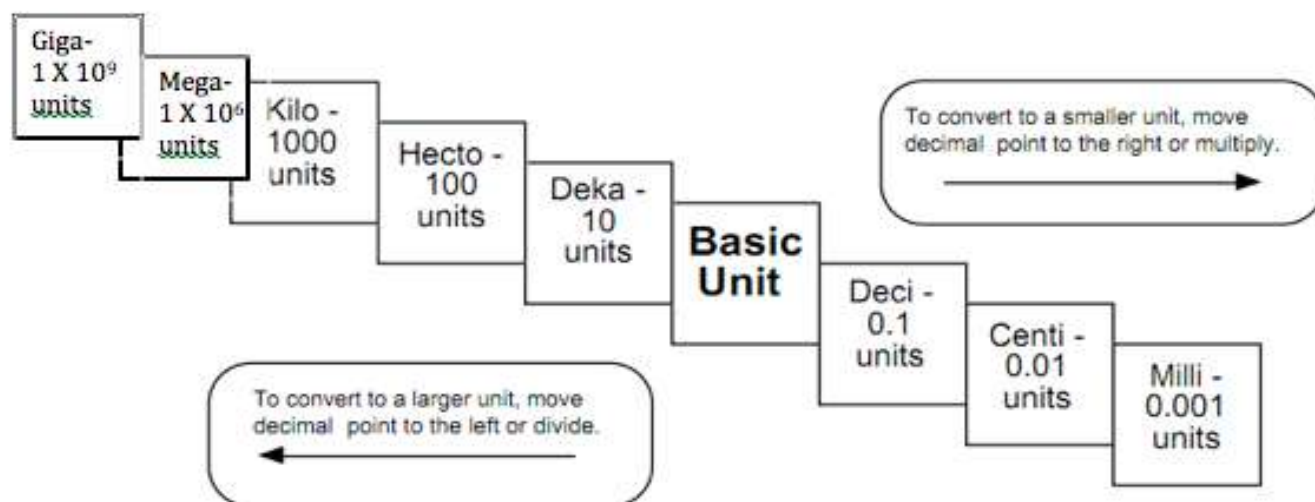 Giga-
1 X 10⁹
units
Mega-
1 X 10⁶
units
Kilo -
1000
units
Hecto -
100
units
Deka -
10
units
Basic
Unit
Deci -
0.1
units
Centi -
0.01
units
Milli -
0.001
units
To convert to a smaller unit, move
decimal point to the right or multiply.
To convert to a larger unit, move
decimal point to the left or divide.